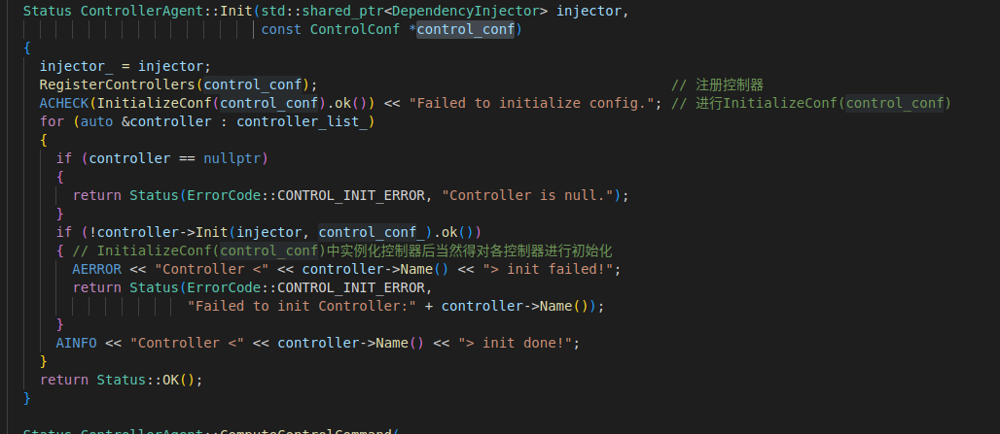 Status ControllerAgent::Init(std::shared_ptr<DependencyInjector> injector,
const ControlConf *control_conf)
{
injector_ = injector;
RegisterControllers(control_conf); // 注册控制器
ACHECK(InitializeConf(control_conf).ok()) << "Failed to initialize config."; // 进行InitializeConf(control_conf)
for (auto &controller : controller_list_)
{
if (controller == nullptr)
{
return Status(ErrorCode::CONTROL_INIT_ERROR, "Controller is null.");
}
if (!controller->Init(injector, control_conf_).ok())
{ // InitializeConf(control_conf)中实例化控制器后当然得对各控制器进行初始化
AERROR << "Controller <" << controller->Name() << "> init failed!";
return Status(ErrorCode::CONTROL_INIT_ERROR,
"Failed to init Controller:" + controller->Name());
}
AINFO << "Controller <" << controller->Name() << "> init done!";
}
return Status::OK();
}
Status ControllerAgent::ComputeControlCommand(